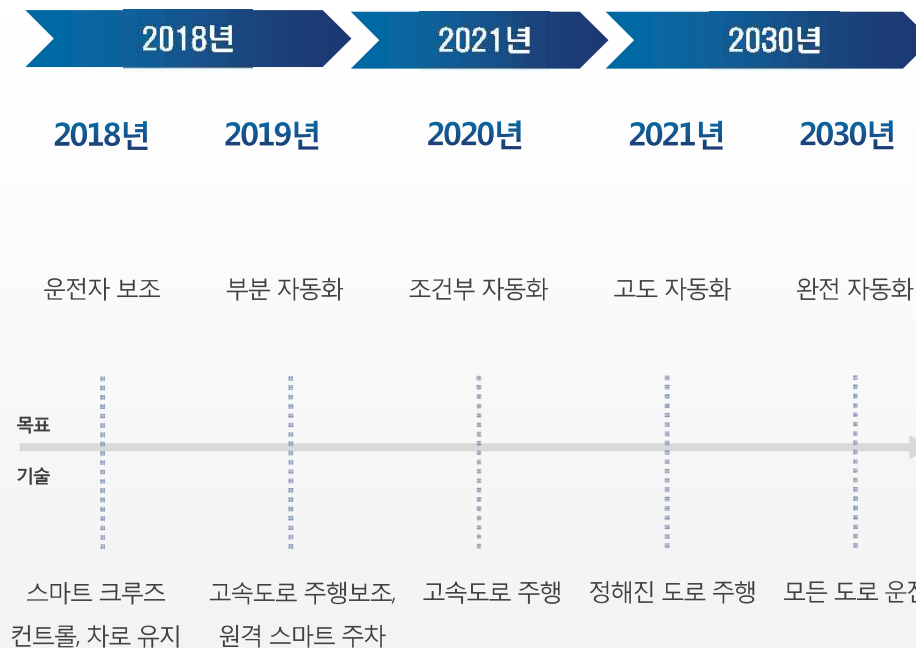 2018년 2021년 2030년
2018년 2019년 2020년 2021년 2030년
운전자 보조 부분 자동화 조건부 자동화 고도 자동화 완전 자동화
목표
기술
스마트 크루즈 고속도로 주행보조, 고속도로 주행 정해진 도로 주행 모든 도로 운전
컨트롤, 차로 유지 원격 스마트 주차